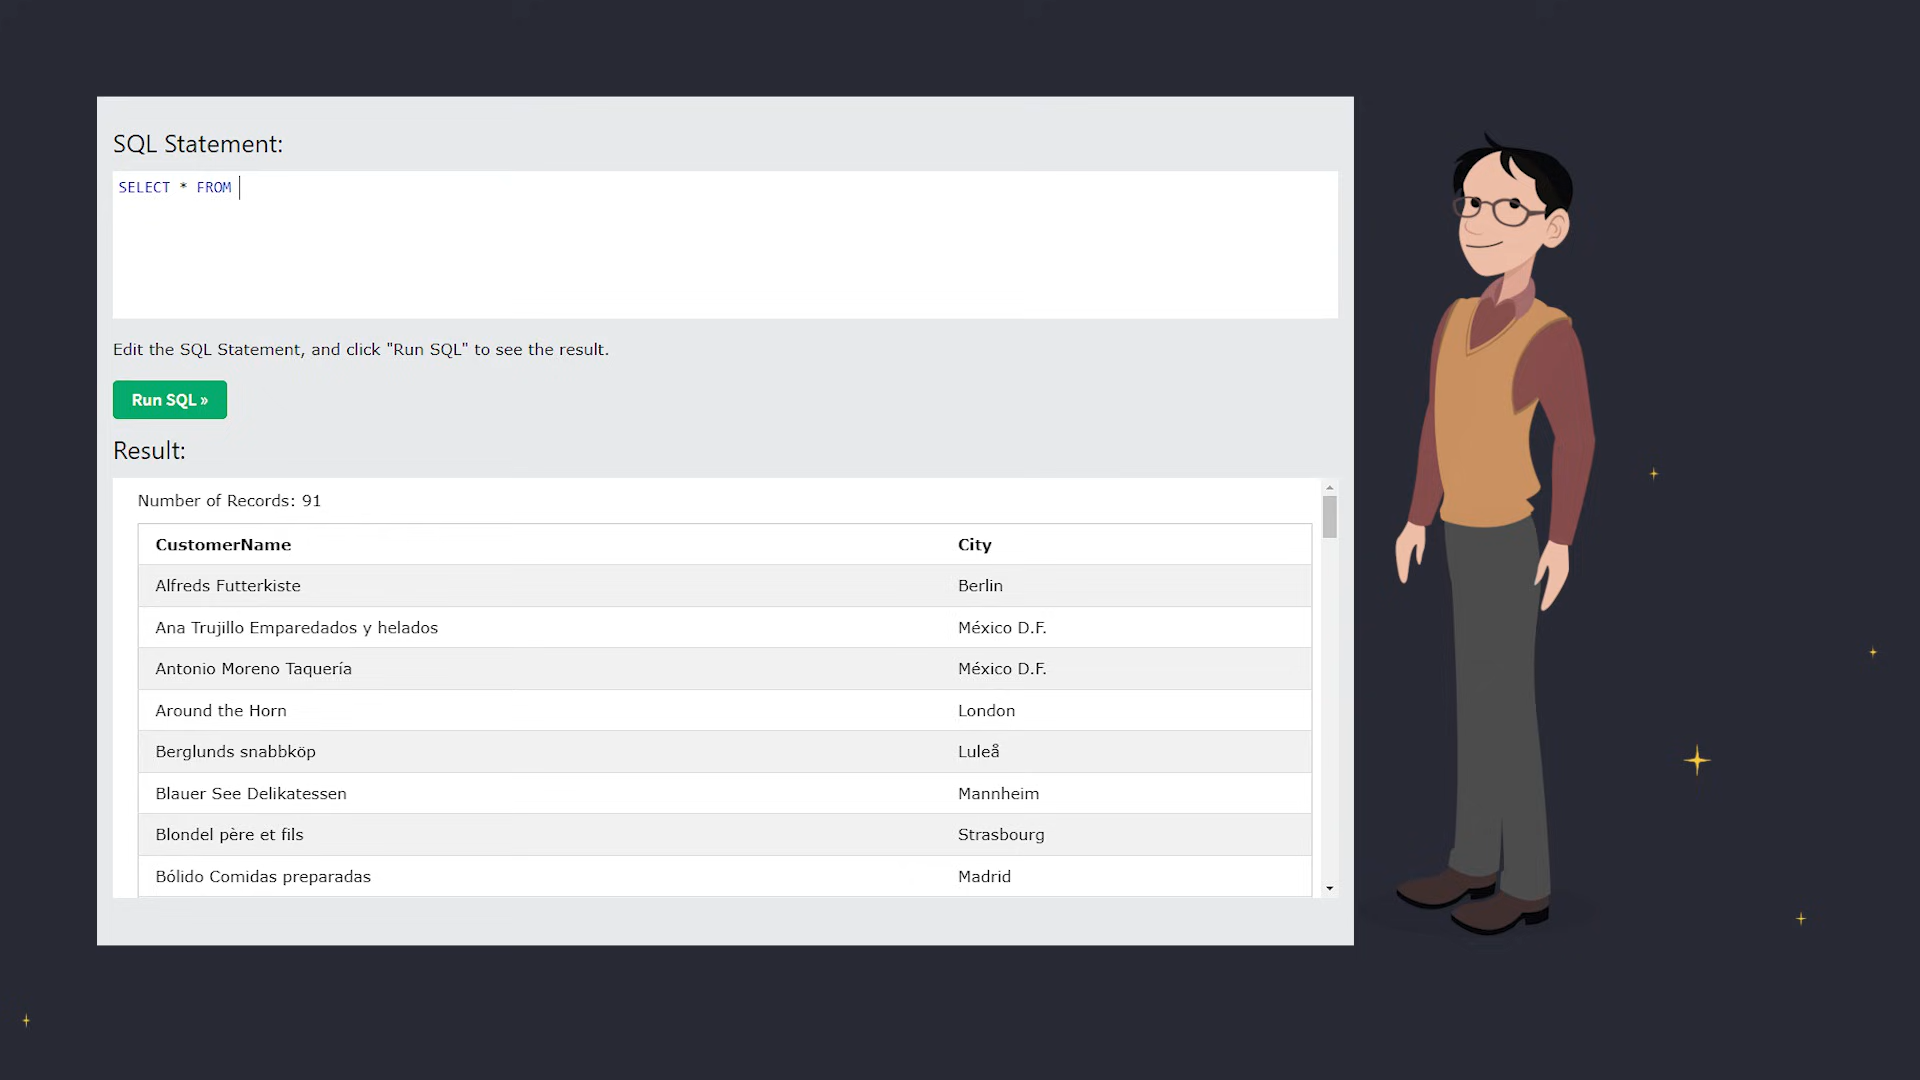 SQL Statement:
SELECT * FROM
Edit the SQL Statement, and click "Run SQL" to see the result.
Run SQL »
Result:
Number of Records: 91
CustomerName City
Alfreds Futterkiste Berlin
Ana Trujillo Emparedados y helados México D.F.
Antonio Moreno Taquería México D.F.
Around the Horn London
Berglunds snabbköp Luleå
Blauer See Delikatessen Mannheim
Blondel père et fils Strasbourg
Bólido Comidas preparadas Madrid